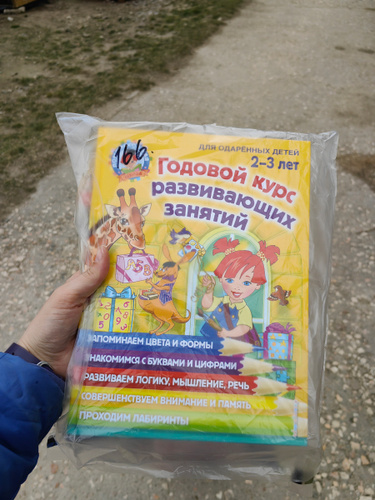 166.
ДЛЯ ОДАРЁННЫХ ДЕТЕЙ
2–3 лет
Годовой курс
развивающих
занятий
ЗАПОМИНАЕМ ЦВЕТА И ФОРМЫ
ЗНАКОМИМСЯ С БУКВАМИ И ЦИФРАМИ
РАЗВИВАЕМ ЛОГИКУ, МЫШЛЕНИЕ, РЕЧЬ
СОВЕРШЕНСТВУЕМ ВНИМАНИЕ И ПАМЯТЬ
ПРОХОДИМ ЛАБИРИНТЫ